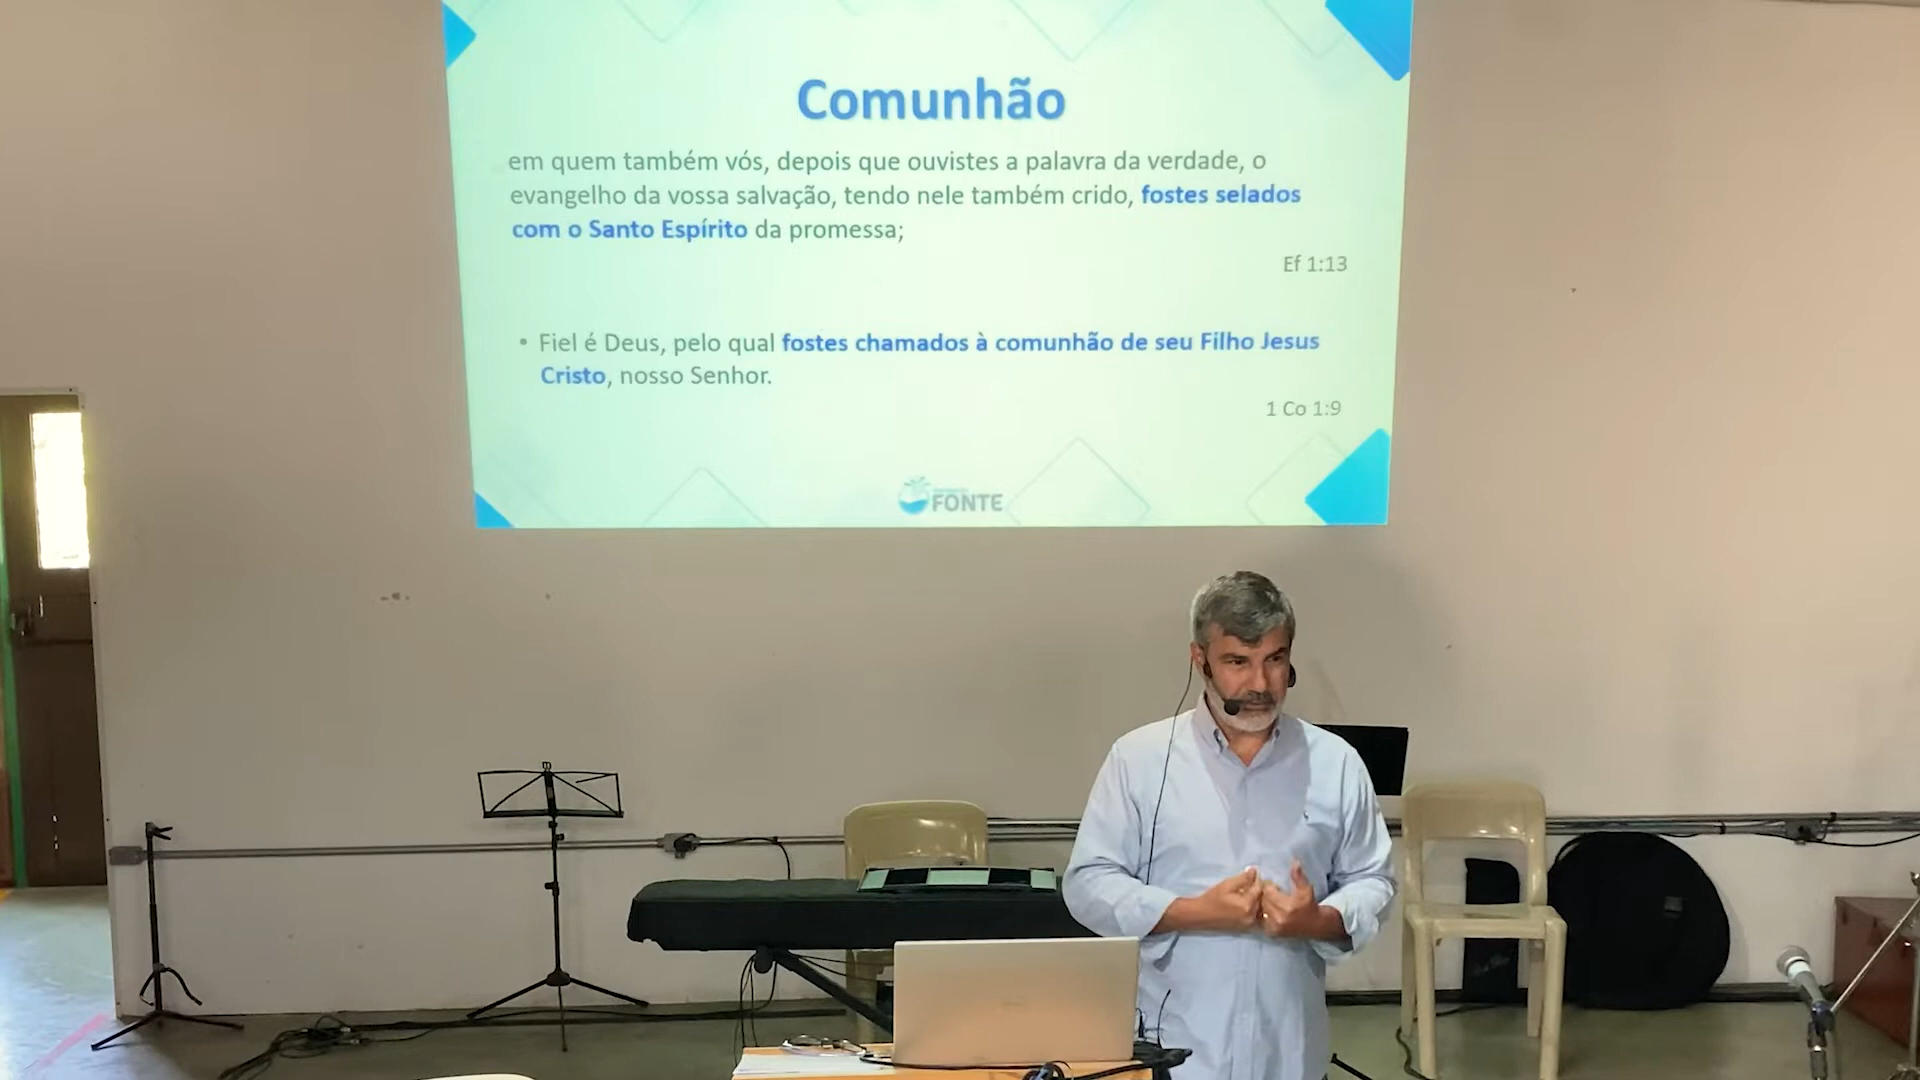 Comunhão
em quem também vós, depois que ouvistes a palavra da verdade, o
evangelho da vossa salvação, tendo nele também crido, fostes selados
com o Santo Espírito da promessa;
Ef 1:13
• Fiel é Deus, pelo qual fostes chamados à comunhão de seu Filho Jesus
Cristo, nosso Senhor.
1 Co 1:9
FONTE